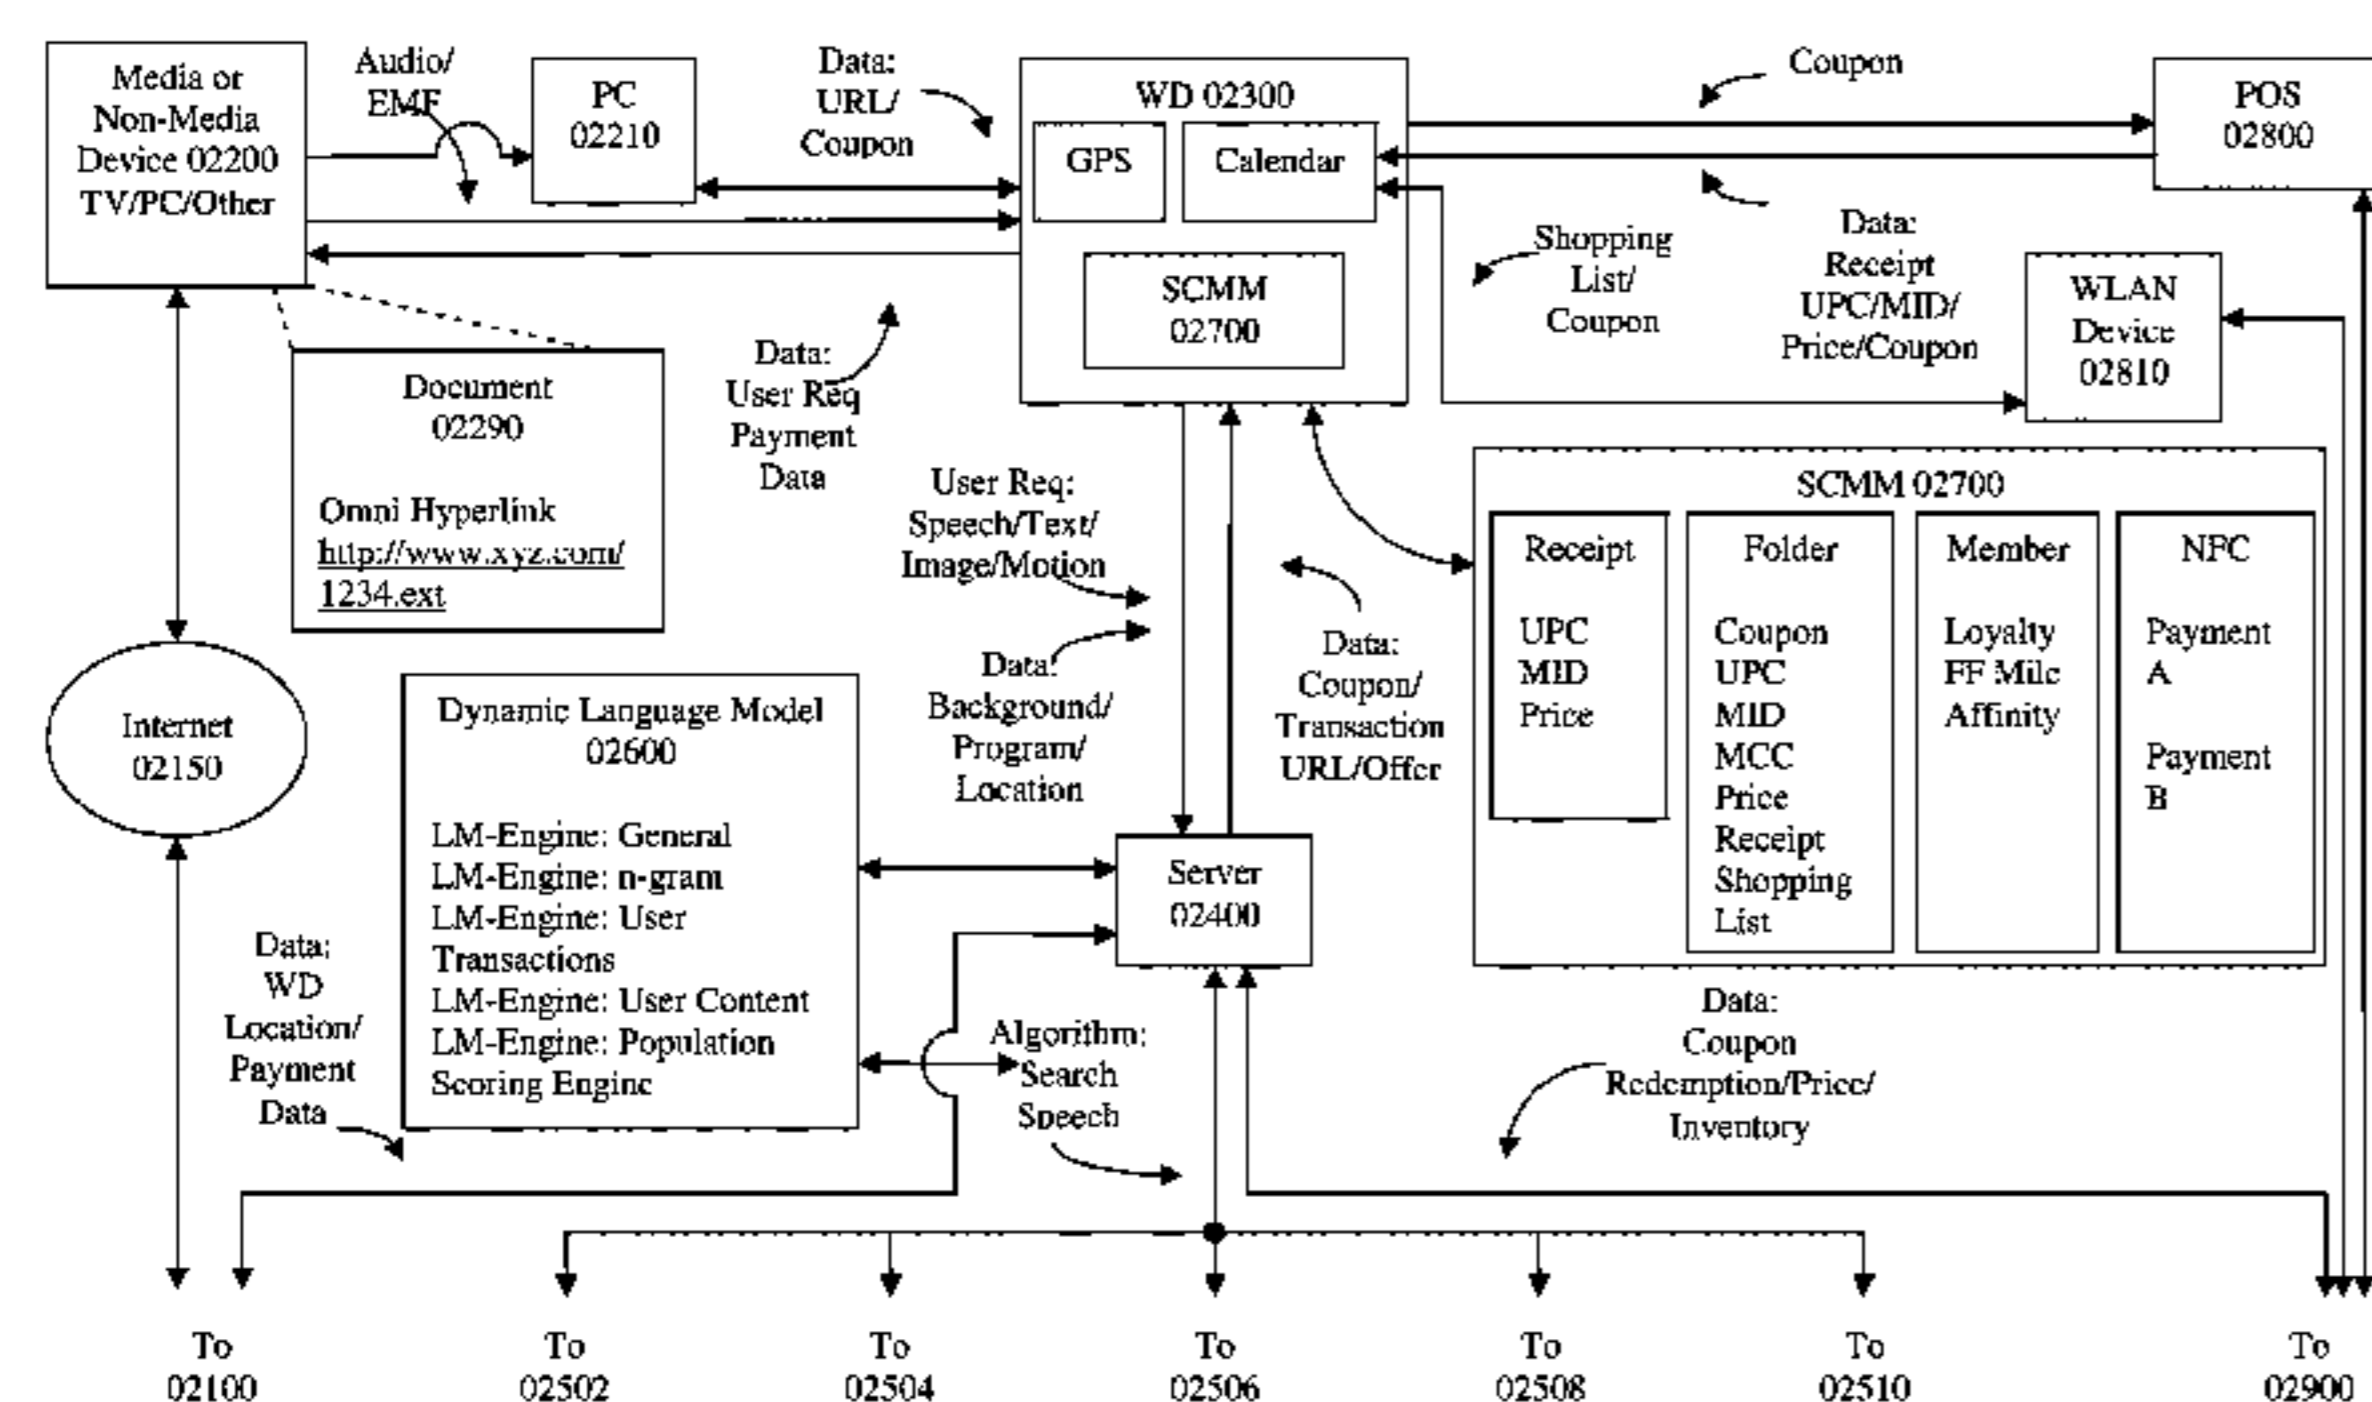 Media or
Non-Media
Device 02200
TV/PC/Other
Audio/
EMF
PC
02210
Data:
URL/
Coupon
WD 02300
GPS
Calendar
SCMM
02700
Coupon
POS
02800
Shopping
List/
Coupon
Data:
Receipt
UPC/MID/
Price/Coupon
WLAN
Device
02810
Data:
User Req
Payment
Data
Document
02290
Omni Hyperlink
http://www.xyz.com/
1234.ext
User Req:
Speech/Text/
Image/Motion
Data:
Background/
Program/
Location
Data:
Coupon/
Transaction
URL/Offer
SCMM 02700
Receipt
UPC
MID
Price
Folder
Coupon
UPC
MID
MCC
Price
Receipt
Shopping
List
Member
Loyalty
FF Mile
Affinity
NFC
Payment
A
Payment
B
Internet
02150
Dynamic Language Model
02600
LM-Engine: General
LM-Engine: n-gram
LM-Engine: User
Transactions
LM-Engine: User Content
LM-Engine: Population
Scoring Engine
Server
02400
Data:
WD
Location/
Payment
Data
Algorithm:
Search
Speech
Data:
Coupon
Redemption/Price/
Inventory
To
02100
To
02502
To
02504
To
02506
To
02508
To
02510
To
02900